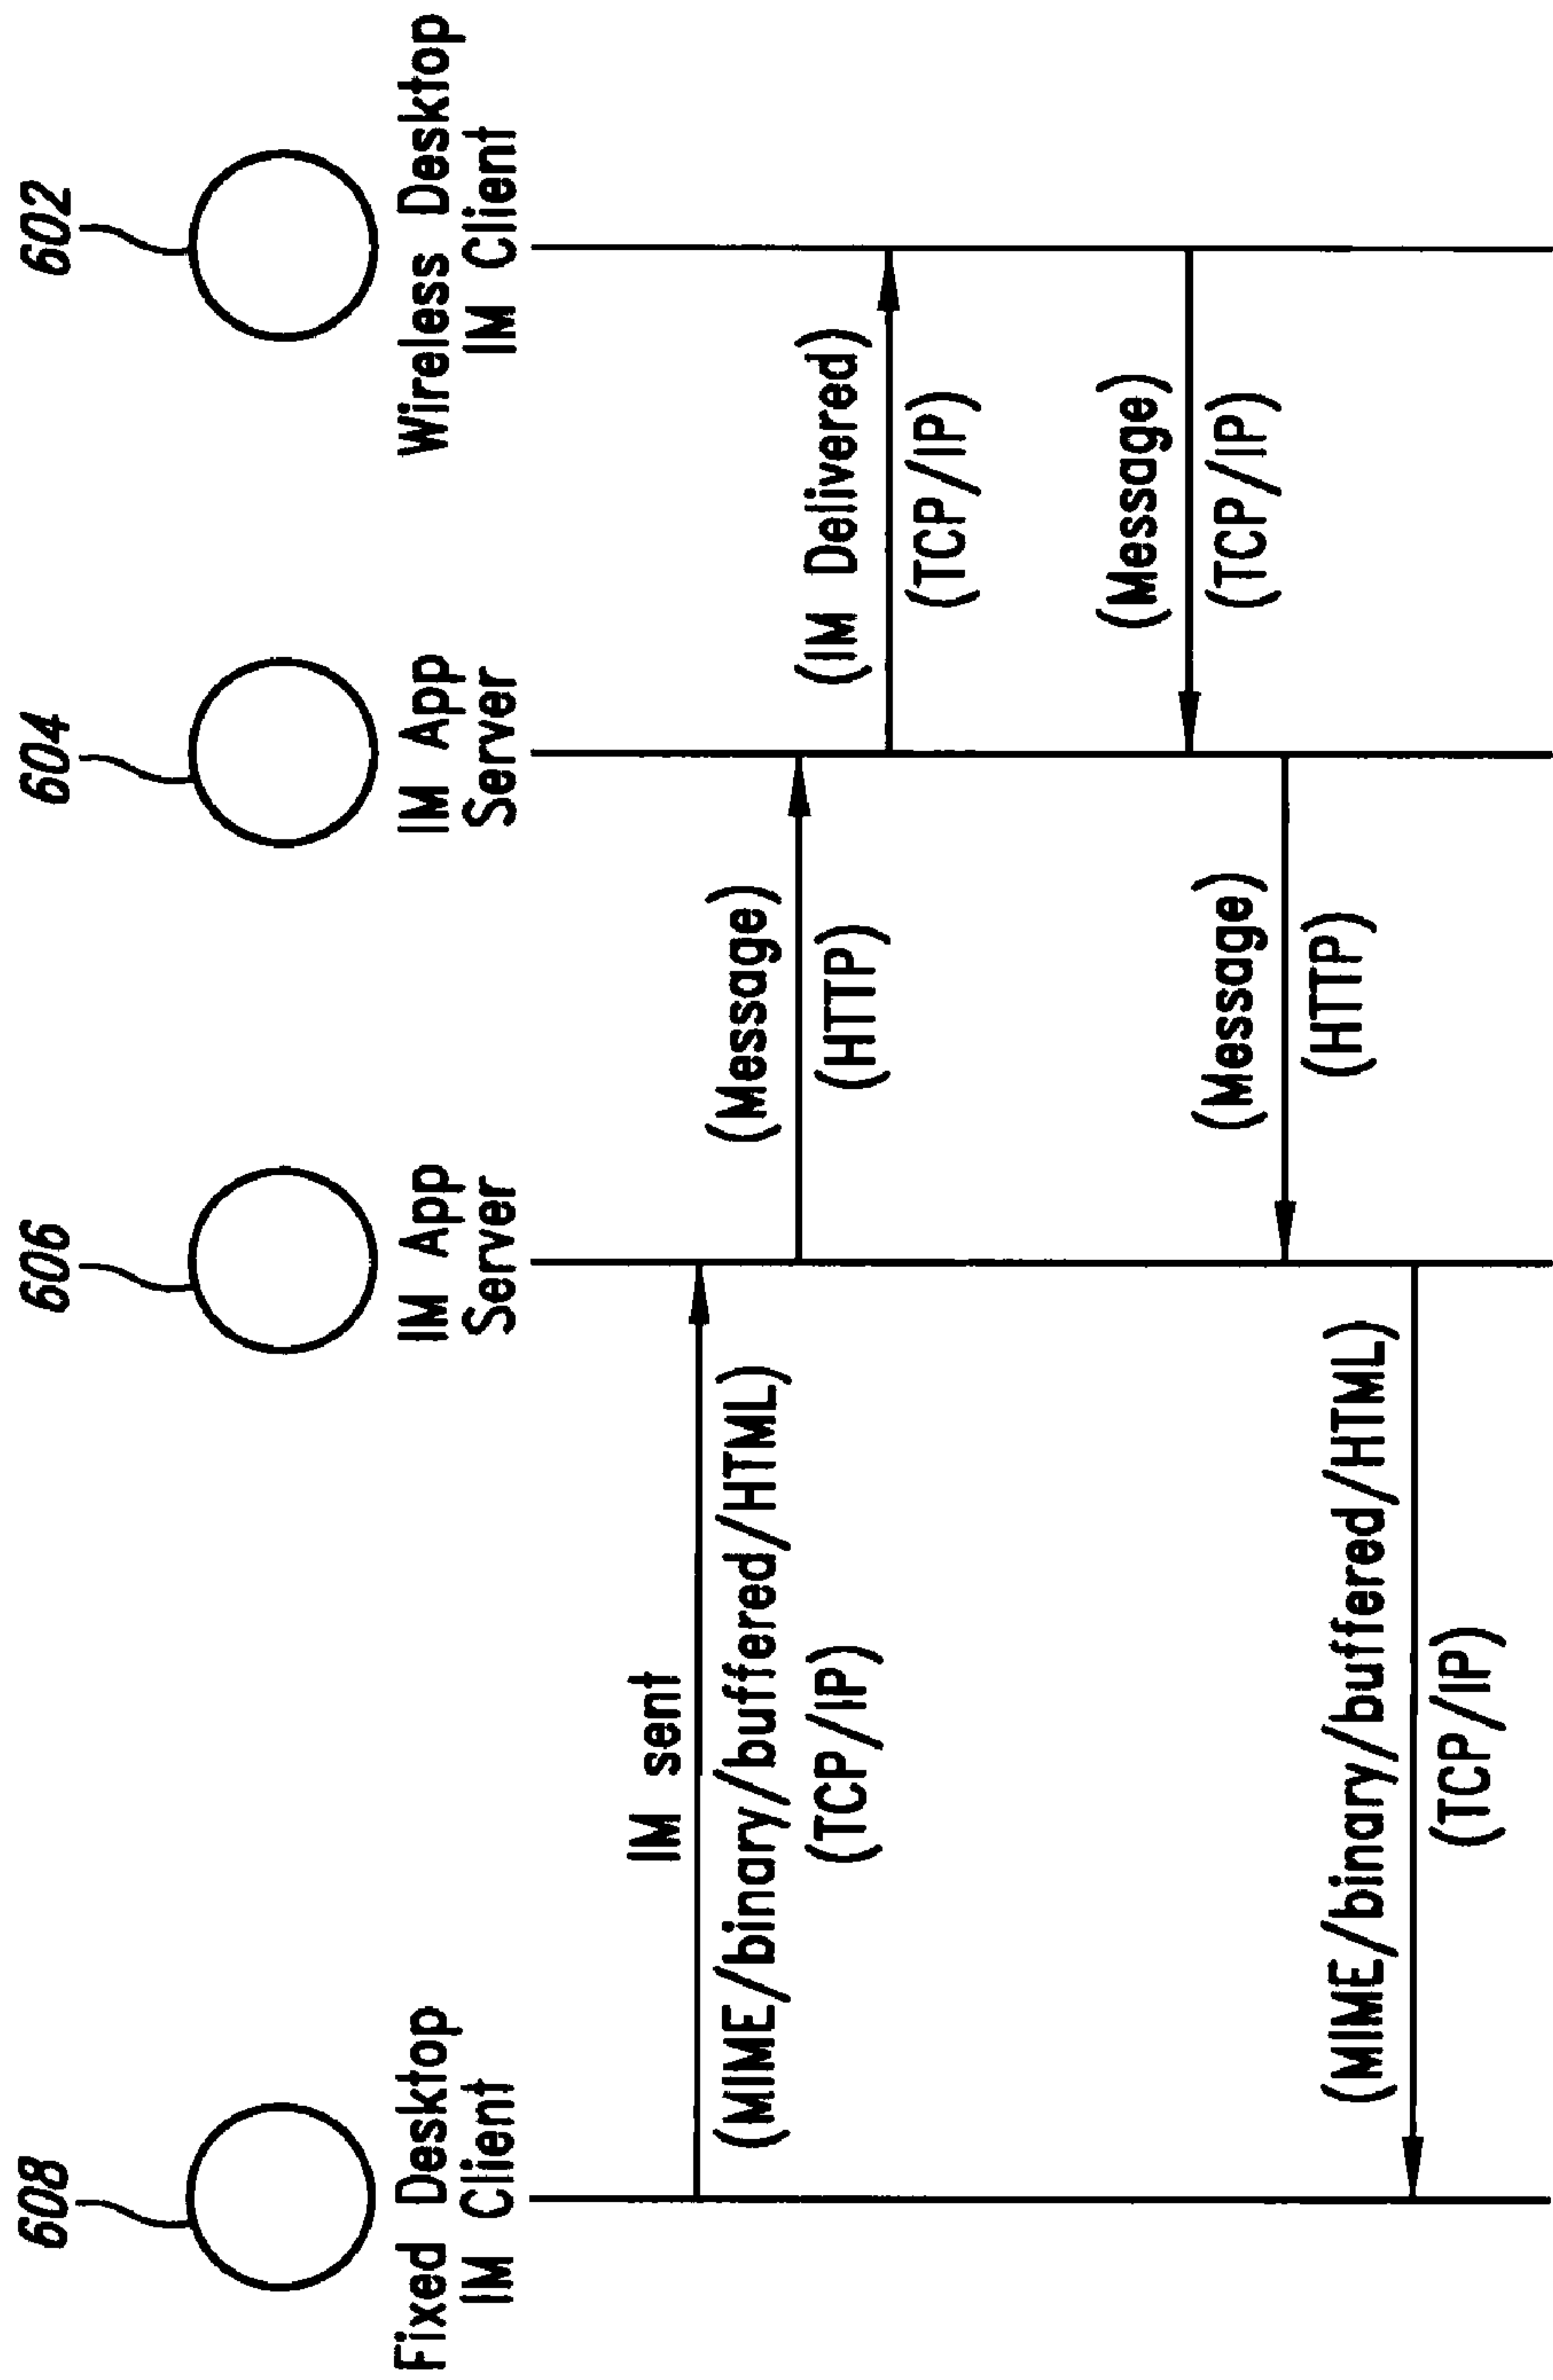 608
606
604
602
Fixed Desktop
IM Client
IM App
Server
IM App
Server
Wireless Desktop
IM Client
IM sent
(MIME/binary/buffered/HTML)
(TCP/IP)
(Message)
(HTTP)
(IM Delivered)
(TCP/IP)
(Message)
(TCP/IP)
(Message)
(HTTP)
(MIME/binary/buffered/HTML)
(TCP/IP)